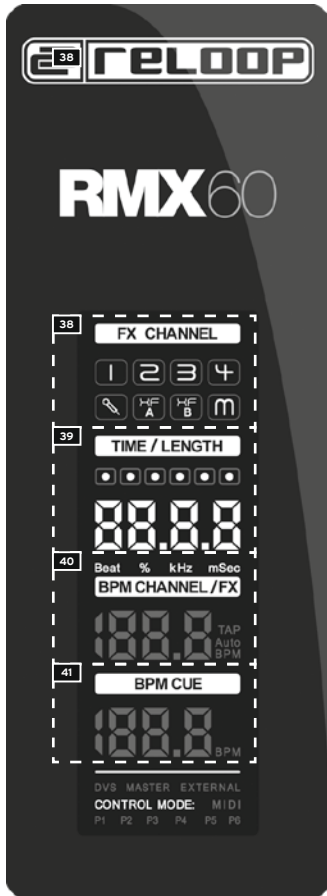 38
reloop
RMX60
38
FX CHANNEL
1 2 3 4
XF A XF B m
39
TIME / LENGTH
88.8.8
40
Beat % kHz mSec
BPM CHANNEL/FX
188.8 TAP Auto BPM
41
BPM CUE
188.8 BPM
DVS MASTER EXTERNAL
CONTROL MODE: MIDI
P1 P2 P3 P4 P5 P6